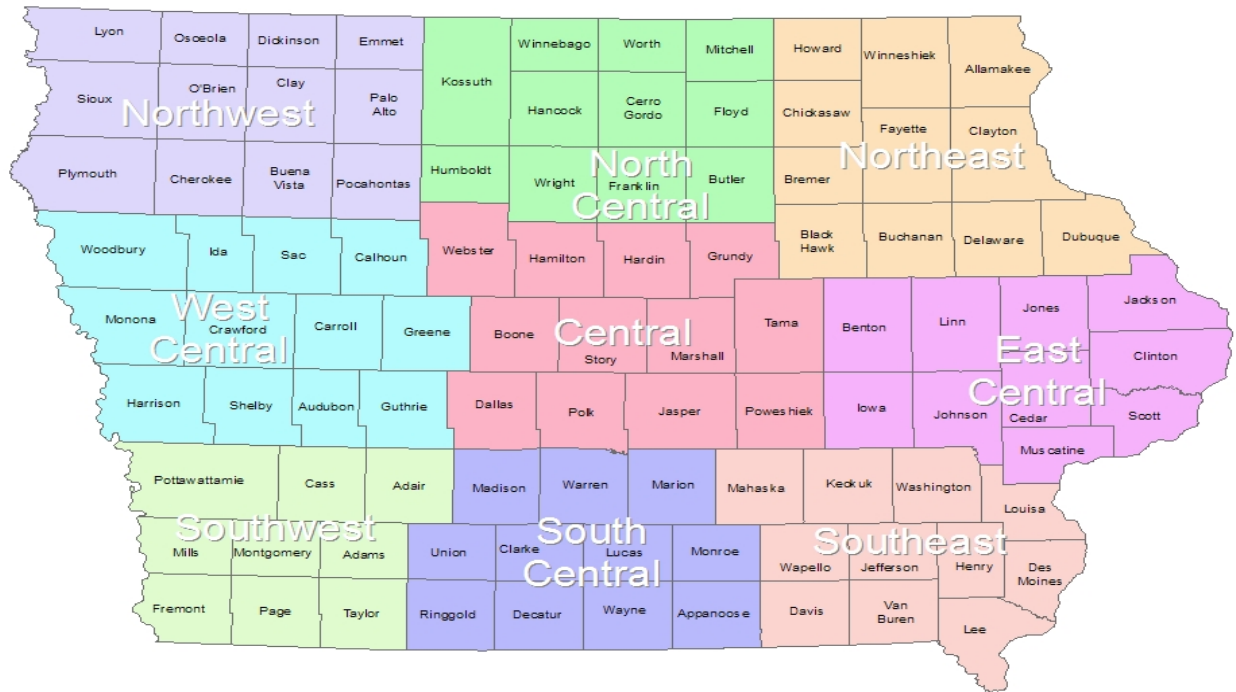 Lyon
Osceola
Dickinson
Emmet
Kossuth
Winnebago
Worth
Mitchell
Howard
Winneshiek
Allamakee
Sioux
O'Brien
Clay
Palo
Alto
Northwest
Hancock
Cerro
Gordo
Floyd
Chickasaw
Fayette
Clayton
Northeast
Plymouth
Cherokee
Buena
Vista
Pocahontas
Humboldt
Wright
Franklin
Butler
North
Central
Bremer
Woodbury
Ida
Sac
Calhoun
Webster
Hamilton
Hardin
Grundy
Black
Hawk
Buchanan
Delaware
Dubuque
Monona
Crawford
Carroll
Greene
West
Central
Boone
Story
Marshall
Central
Tama
Benton
Linn
Jones
Jackson
East
Central
Clinton
Harrison
Shelby
Audubon
Guthrie
Dallas
Polk
Jasper
Poweshiek
Iowa
Johnson
Cedar
Scott
Muscatine
Pottawattamie
Cass
Adair
Madison
Warren
Marion
Mahaska
Keokuk
Washington
Louisa
Southwest
South
Central
Southeast
Mills
Montgomery
Adams
Union
Clarke
Lucas
Monroe
Wapello
Jefferson
Henry
Des
Moines
Fremont
Page
Taylor
Ringgold
Decatur
Wayne
Appanoose
Davis
Van
Buren
Lee